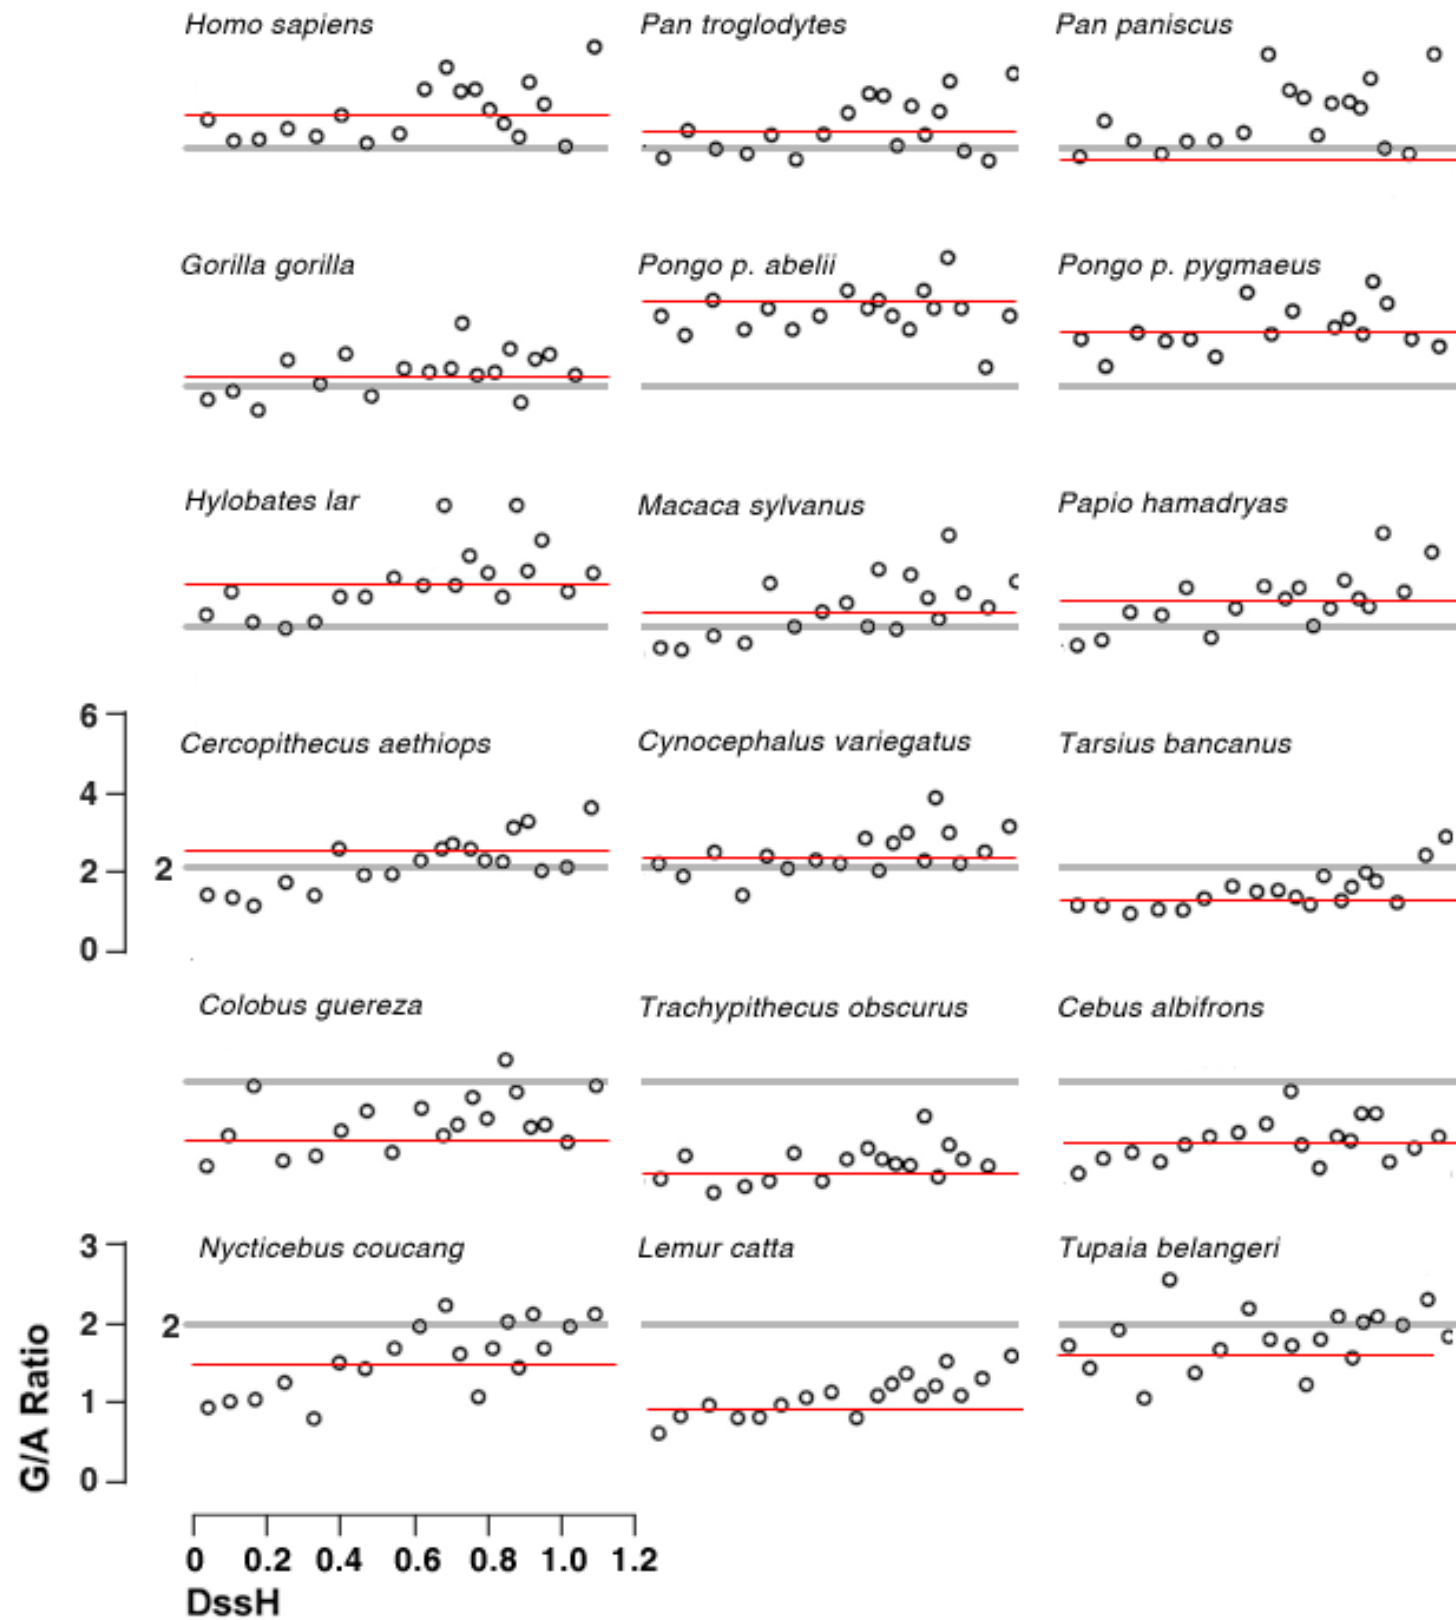 Homo sapiens
Pan troglodytes
Pan paniscus
Gorilla gorilla
Pongo p. abelii
Pongo p. pygmaeus
Hylobates lar
Macaca sylvanus
Papio hamadryas
6
Cercopithecus aethiops
Cynocephalus variegatus
Tarsius bancanus
4
2
2
0
Colobus guereza
Trachypithecus obscurus
Cebus albifrons
3
Nycticebus coucang
Lemur catta
Tupaia belangeri
2
2
1
0
G/A Ratio
0 0.2 0.4 0.6 0.8 1.0 1.2
DssH